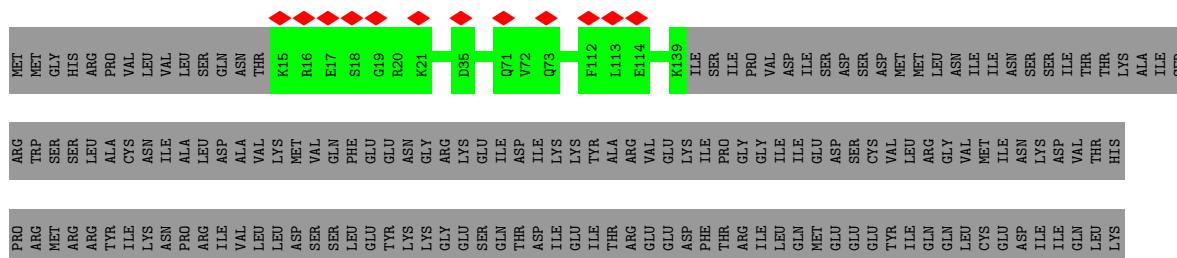 MET MET GLY HIS ARG PRO VAL LEU VAL LEU SER GLN ASN THR K15 R16 E17 S18 G19 R20 K21 D35 Q71 V72 Q73 F112 L113 E114 K139 ILE SER ILE PRO VAL ASP ILE SER ASP SER ASP MET MET LEU ASN ILE ILE ASN SER SER ILE THR THR LYS ALA ILE SER
ARG TRP SER SER LEU ALA CYS ASN ILE ALA LEU ASP ALA VAL LYS MET VAL GLN PHE GLU GLU ASN GLY ARG LYS GLU ILE ASP ILE LYS LYS TYR ALA ARG VAL GLU LYS ILE PRO GLY GLY ILE ILE GLU ASP SER CYS VAL LEU ARG GLY VAL MET ILE ASN LYS ASP VAL THR HIS
PRO ARG MET ARG ARG TYR ILE LYS ASN PRO ARG ILE VAL LEU LEU ASP SER SER LEU GLU TYR LYS LYS GLY GLU SER GLN THR ASP ILE GLU ILE THR ARG GLU GLU ASP PHE THR ARG ILE LEU GLN MET GLU GLU GLU TYR ILE GLN GLN LEU CYS GLU ASP ILE ILE GLN LEU LYS